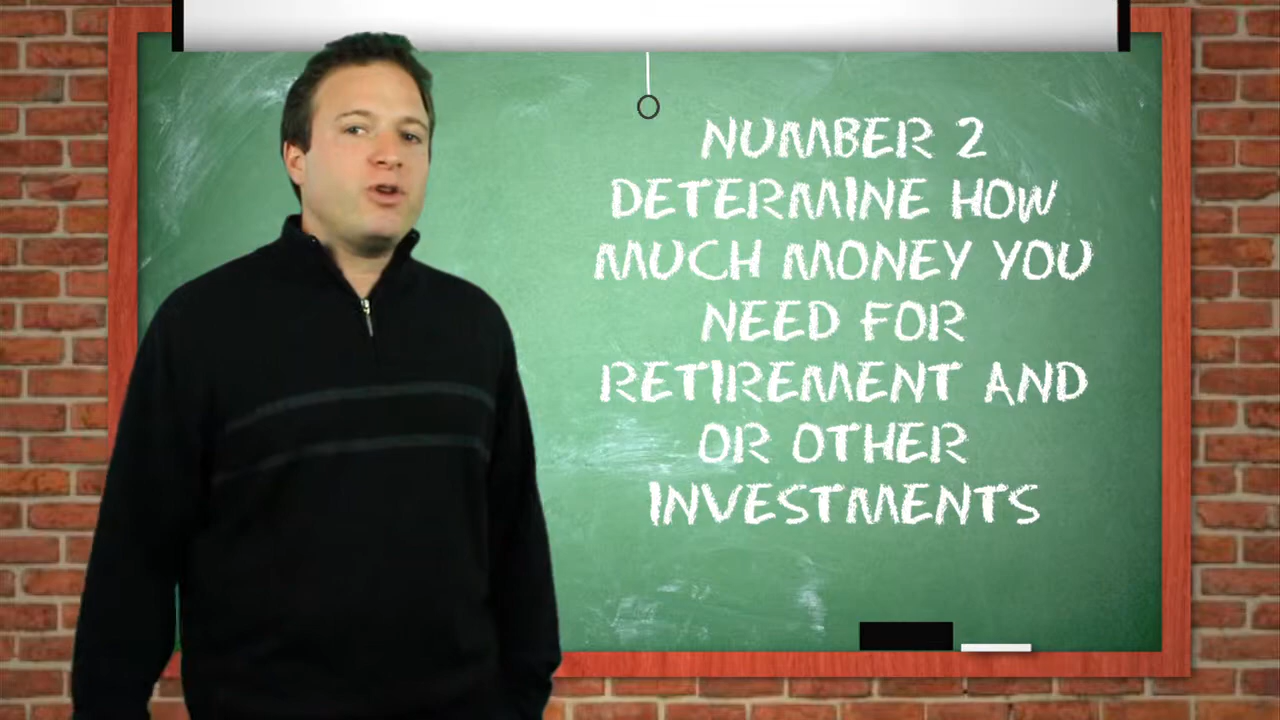 NUMBER 2
DETERMINE HOW
MUCH MONEY YOU
NEED FOR
RETIREMENT AND
OR OTHER
INVESTMENTS